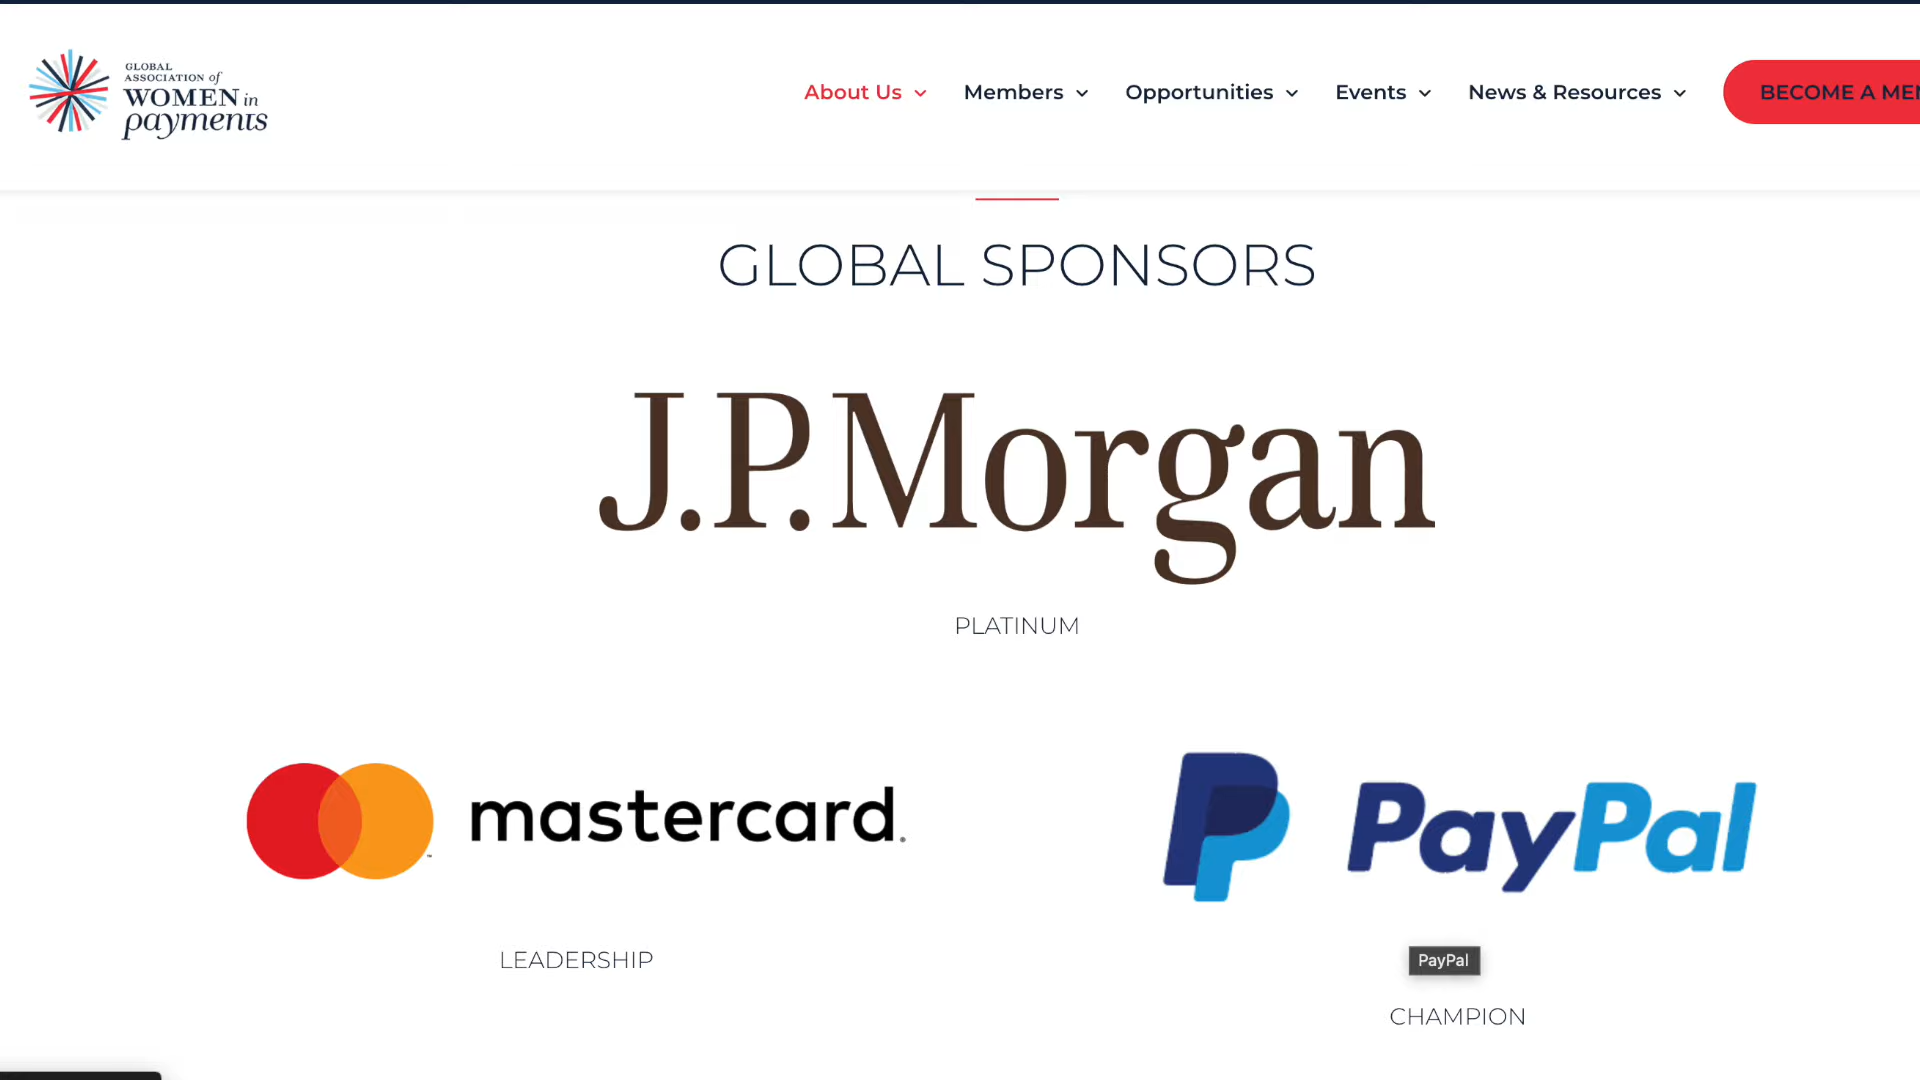 GLOBAL
ASSOCIATION of
WOMEN in
payments
About Us
Members
Opportunities
Events
News & Resources
BECOME A
GLOBAL SPONSORS
J.P.Morgan
PLATINUM
mastercard.
PayPal
LEADERSHIP
PayPal
CHAMPION